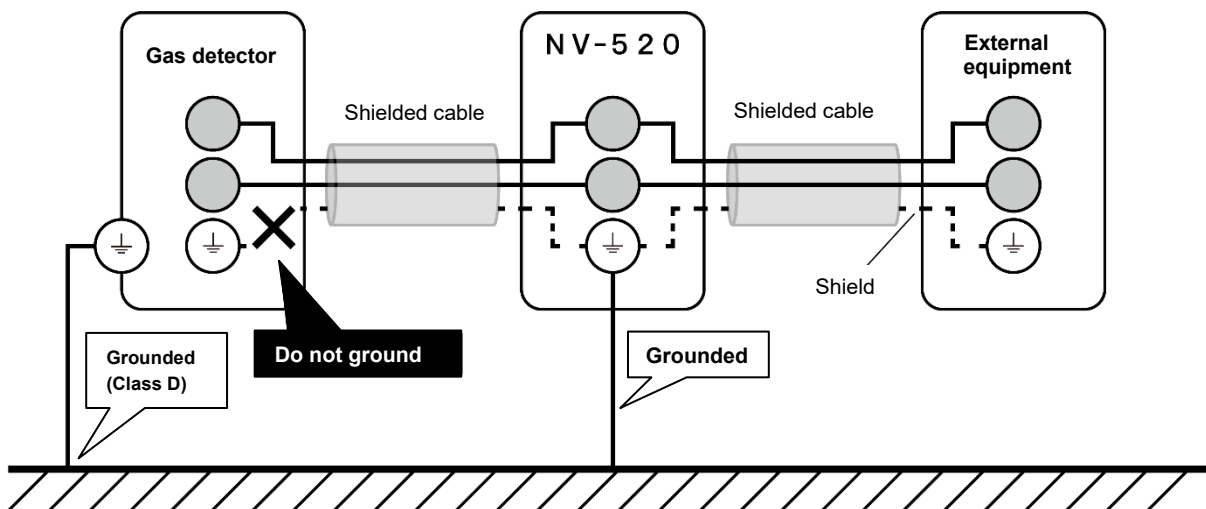 Gas detector
NV-520
External
equipment
Shielded cable
Shielded cable
Shield
Do not ground
Grounded
(Class D)
Grounded